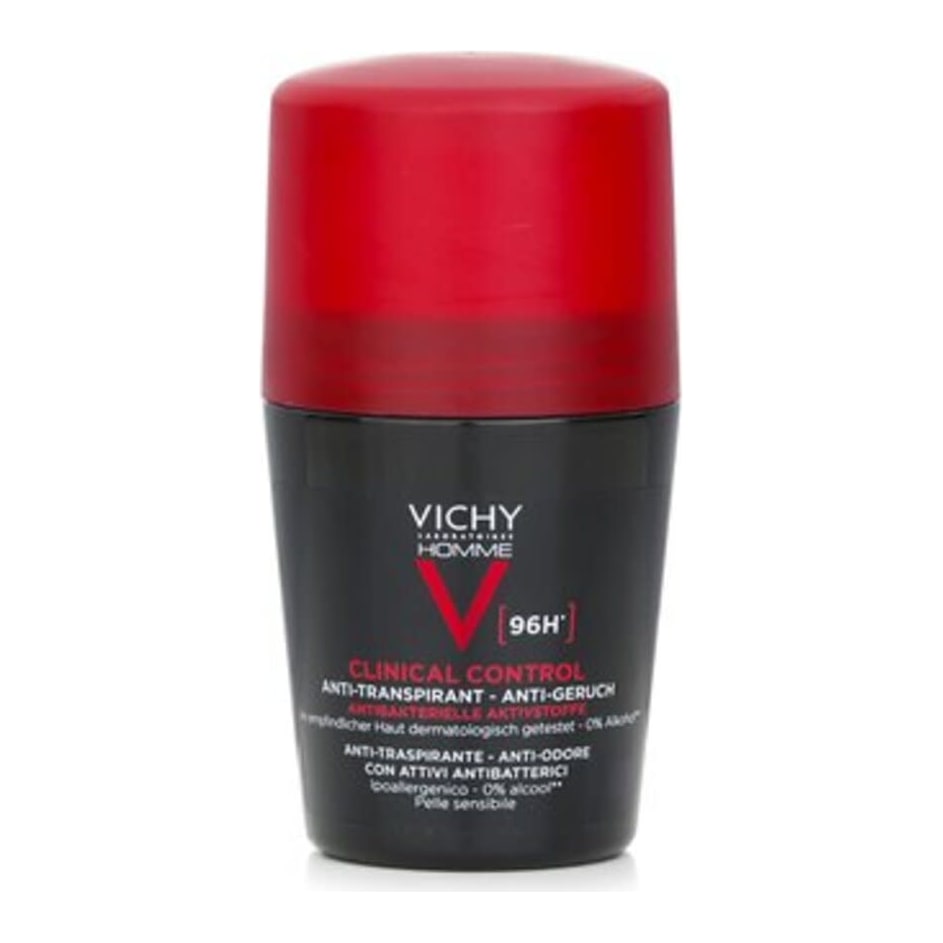 VICHY
LABORATOIRES
HOMME
[96H*]
CLINICAL CONTROL
ANTI-TRANSPIRANT - ANTI-GERUCH
ANTIBAKTERIELLE AKTIVSTOFFE
empfindlicher Haut dermatologisch getestet - 0% Alkohol**
ANTI-TRASPIRANTE - ANTI-ODORE
CON ATTIVI ANTIBATTERICI
Ipoallergenico - 0% alcool**
Pelle sensibile